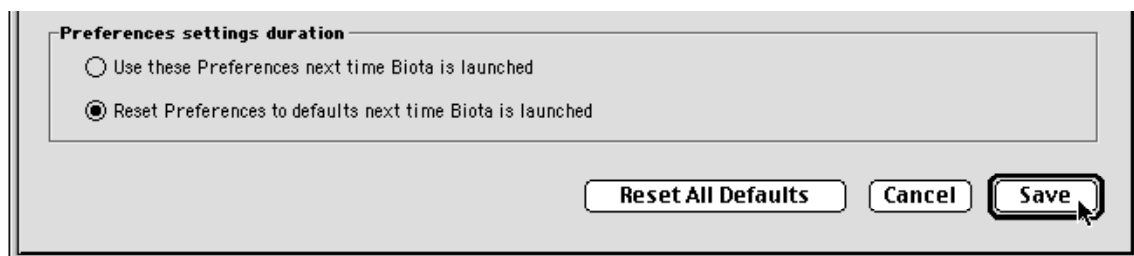 Preferences settings duration
Use these Preferences next time Biota is launched
Reset Preferences to defaults next time Biota is launched
Reset All Defaults Cancel Save